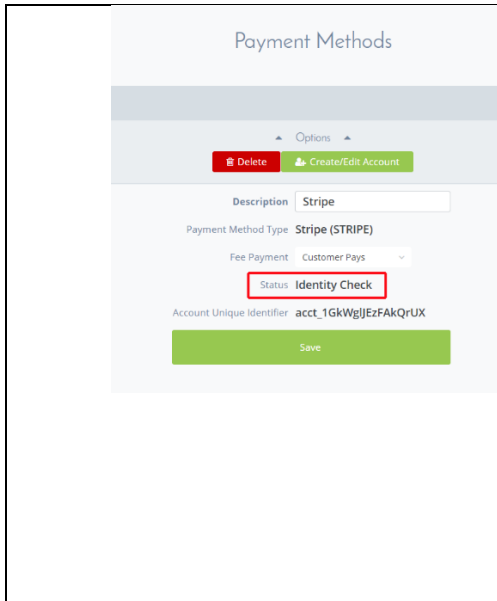 Payment Methods
Options
Delete Create/Edit Account
Description Stripe
Payment Method Type Stripe (STRIPE)
Fee Payment Customer Pays
Status Identity Check
Account Unique Identifier acct_1GkWglJEzFAkQrUX
Save